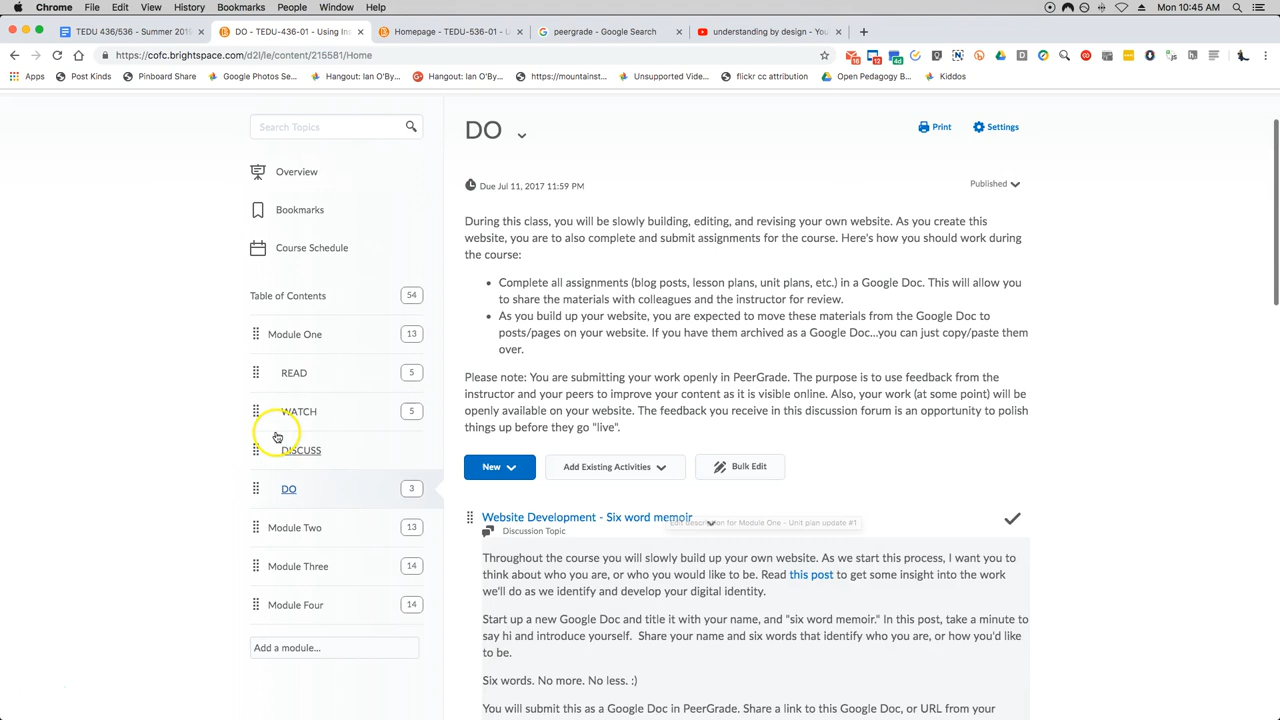 Chrome File Edit View History Bookmarks People Window Help
Mon 10:45 AM
TEDU 436/536 - Summer 2019
DO - TEDU-436-01 - Using Ins
Homepage - TEDU-536-01 - U
peergrade - Google Search
understanding by design - You
https://cofc.brightspace.com/d2l/le/content/215581/Home
Apps Post Kinds Pinboard Share Google Photos Se... Hangout: Ian O'By... Hangout: Ian O'By... https://mountainst... Unsupported Vide... flickr cc attribution Open Pedagogy B... Kiddos
Search Topics
Overview
Bookmarks
Course Schedule
Table of Contents 54
Module One 13
READ 5
WATCH 5
DISCUSS
DO 3
Module Two 13
Module Three 14
Module Four 14
Add a module...
DO
Print Settings
Due Jul 11, 2017 11:59 PM
Published
During this class, you will be slowly building, editing, and revising your own website. As you create this
website, you are to also complete and submit assignments for the course. Here's how you should work during
the course:
Complete all assignments (blog posts, lesson plans, unit plans, etc.) in a Google Doc. This will allow you
to share the materials with colleagues and the instructor for review.
As you build up your website, you are expected to move these materials from the Google Doc to
posts/pages on your website. If you have them archived as a Google Doc...you can just copy/paste them
over.
Please note: You are submitting your work openly in PeerGrade. The purpose is to use feedback from the
instructor and your peers to improve your content as it is visible online. Also, your work (at some point) will be
openly available on your website. The feedback you receive in this discussion forum is an opportunity to polish
things up before they go "live".
New Add Existing Activities Bulk Edit
Website Development - Six word memoir
Edit description for Module One - Unit plan update #1
Discussion Topic
Throughout the course you will slowly build up your own website. As we start this process, I want you to
think about who you are, or who you would like to be. Read this post to get some insight into the work
we'll do as we identify and develop your digital identity.
Start up a new Google Doc and title it with your name, and "six word memoir." In this post, take a minute to
say hi and introduce yourself. Share your name and six words that identify who you are, or how you'd like
to be.
Six words. No more. No less. :)
You will submit this as a Google Doc in PeerGrade. Share a link to this Google Doc, or URL from your